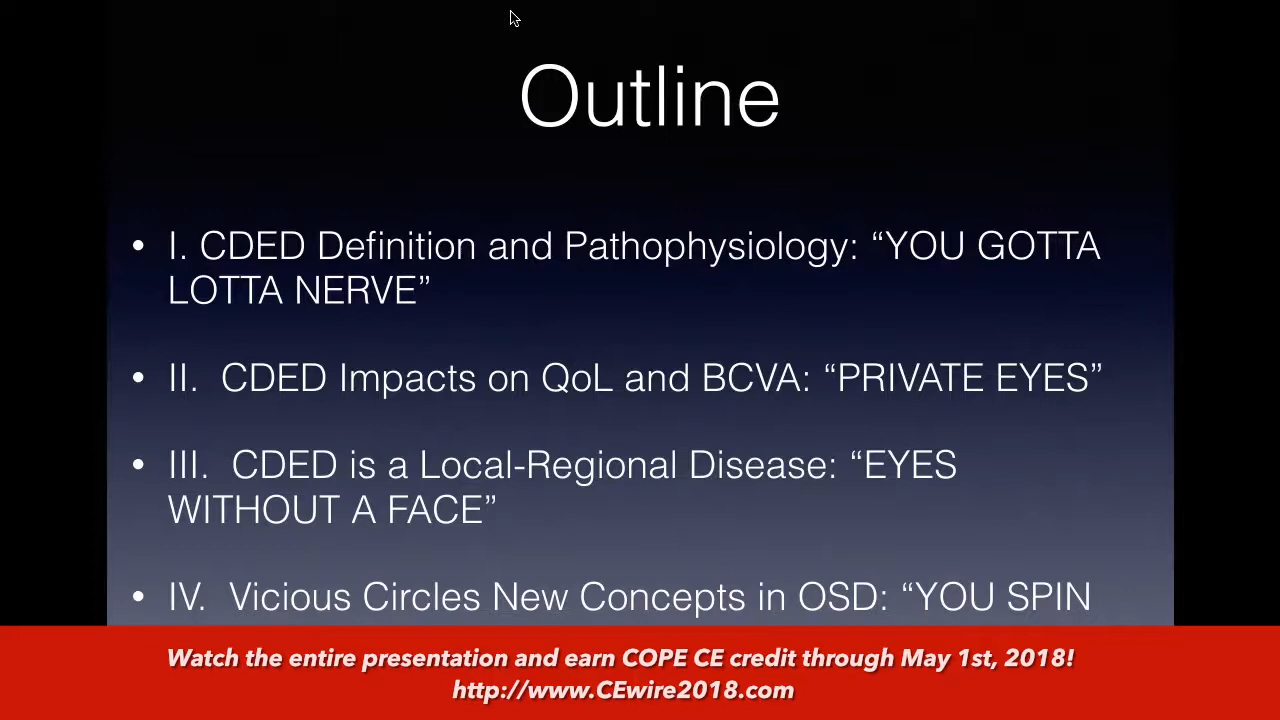 Outline
• I. CDED Definition and Pathophysiology: “YOU GOTTA
LOTTA NERVE”
• II. CDED Impacts on QoL and BCVA: “PRIVATE EYES”
• III. CDED is a Local-Regional Disease: “EYES
WITHOUT A FACE”
• IV. Vicious Circles New Concepts in OSD: “YOU SPIN
Watch the entire presentation and earn COPE CE credit through May 1st, 2018!
http://www.CEwire2018.com